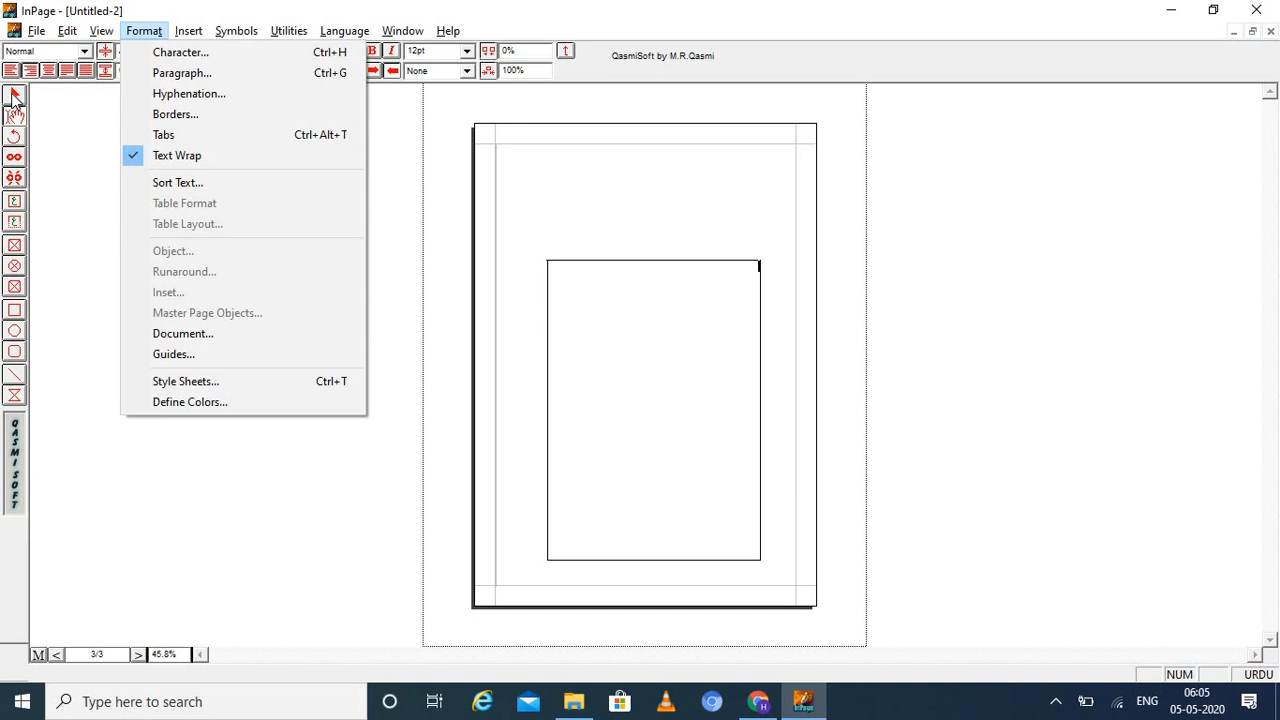 InPage - [Untitled-2]
File Edit View Format Insert Symbols Utilities Language Window Help
Normal
B I 12pt 0%
None 100%
QasmiSoft by M.R.Qasmi
Character... Ctrl+H
Paragraph... Ctrl+G
Hyphenation...
Borders...
Tabs Ctrl+Alt+T
Text Wrap
Sort Text...
Table Format
Table Layout...
Object...
Runaround...
Inset...
Master Page Objects...
Document...
Guides...
Style Sheets... Ctrl+T
Define Colors...
QASMI SOFT
M < 3/3 > 45.8%
NUM URDU
Type here to search
ENG
06:05
05-05-2020